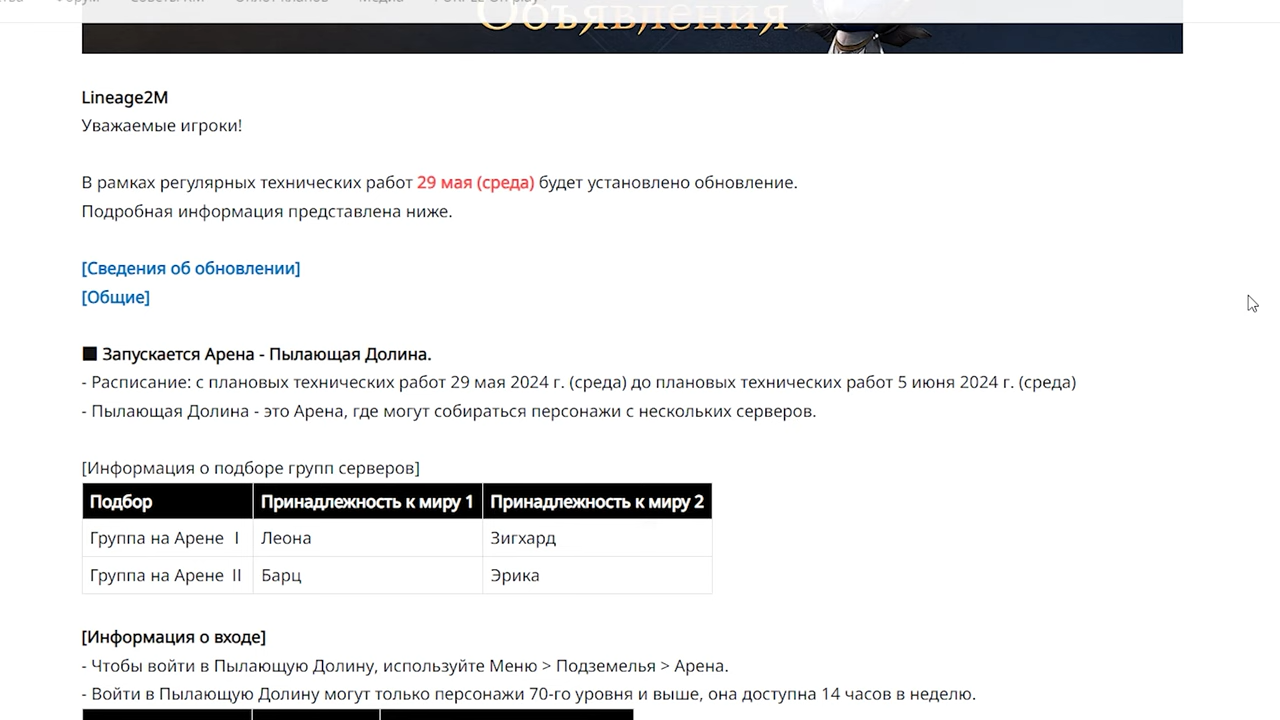 Объявления
Lineage2M
Уважаемые игроки!
В рамках регулярных технических работ 29 мая (среда) будет установлено обновление.
Подробная информация представлена ниже.
[Сведения об обновлении]
[Общие]
■ Запускается Арена - Пылающая Долина.
- Расписание: с плановых технических работ 29 мая 2024 г. (среда) до плановых технических работ 5 июня 2024 г. (среда)
- Пылающая Долина - это Арена, где могут собираться персонажи с нескольких серверов.
[Информация о подборе групп серверов]
Подбор Принадлежность к миру 1 Принадлежность к миру 2
Группа на Арене I Леона Зигхард
Группа на Арене II Барц Эрика
[Информация о входе]
- Чтобы войти в Пылающую Долину, используйте Меню > Подземелья > Арена.
- Войти в Пылающую Долину могут только персонажи 70-го уровня и выше, она доступна 14 часов в неделю.